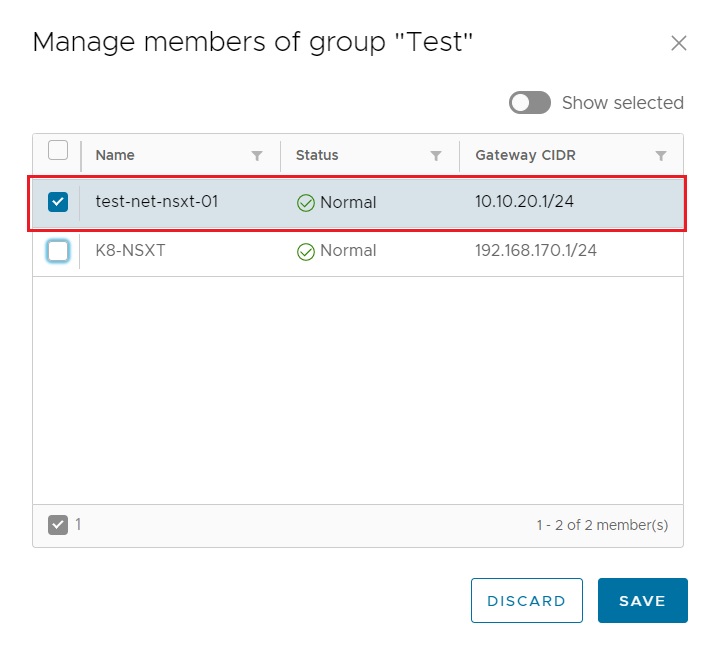 Manage members of group "Test"
Show selected
Name Status Gateway CIDR
test-net-nsxt-01 Normal 10.10.20.1/24
K8-NSXT Normal 192.168.170.1/24
1 1 - 2 of 2 member(s)
DISCARD SAVE